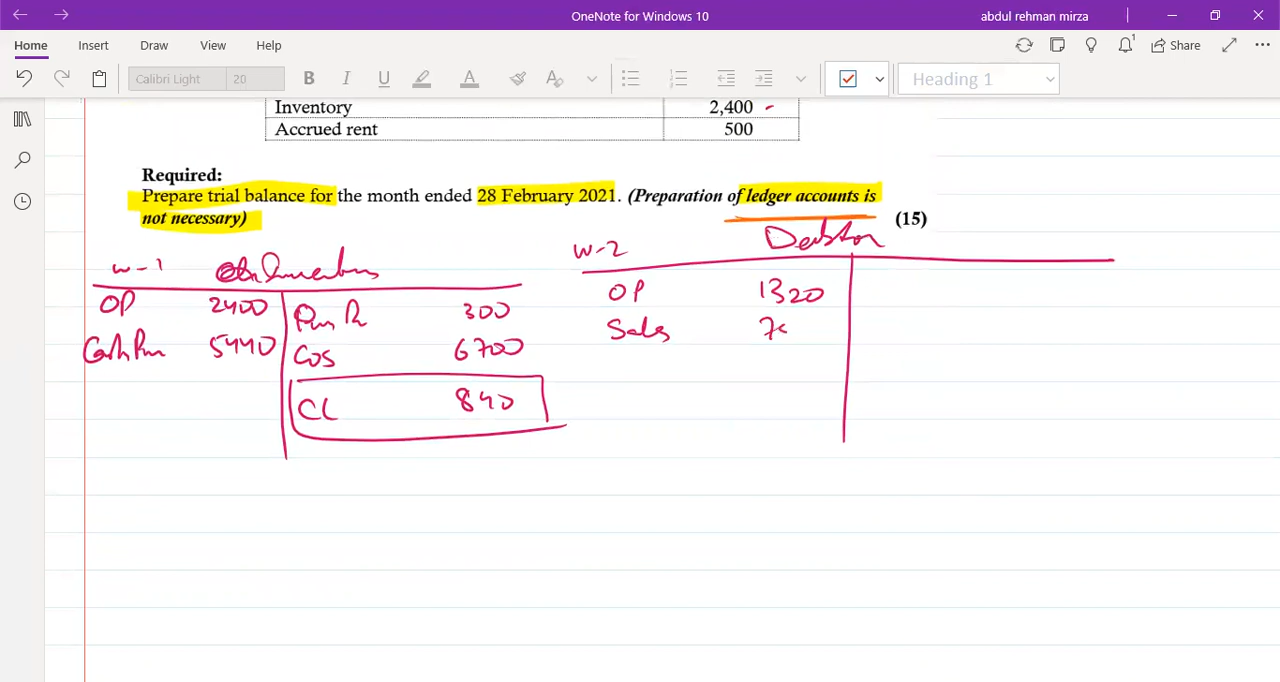 OneNote for Windows 10
abdul rehman mirza
Home Insert Draw View Help
1 Share
Calibri Light 20 B I U A Heading 1
Inventory 2,400
Accrued rent 500
Required:
Prepare trial balance for the month ended 28 February 2021. (Preparation of ledger accounts is
not necessary) (15)
W-1
OP 2400
Cash Pur 5440
Pur R 300
COS 6700
CL 840
W-2 Debtor
OP 1320
Sales